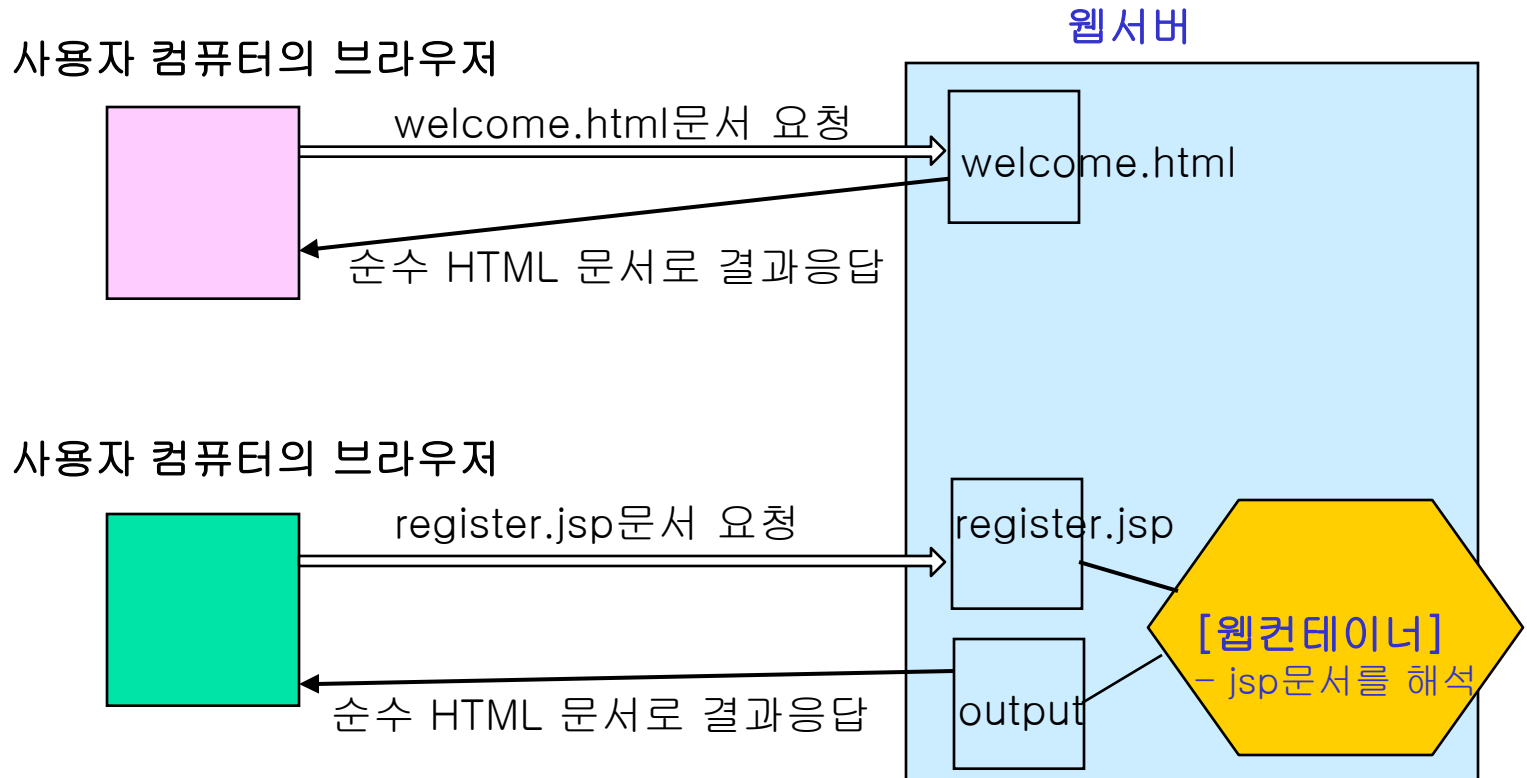 웹서버
사용자 컴퓨터의 브라우저
welcome.html문서 요청
welcome.html
순수 HTML 문서로 결과응답
사용자 컴퓨터의 브라우저
register.jsp문서 요청
register.jsp
[웹컨테이너]
- jsp문서를 해석
순수 HTML 문서로 결과응답
output